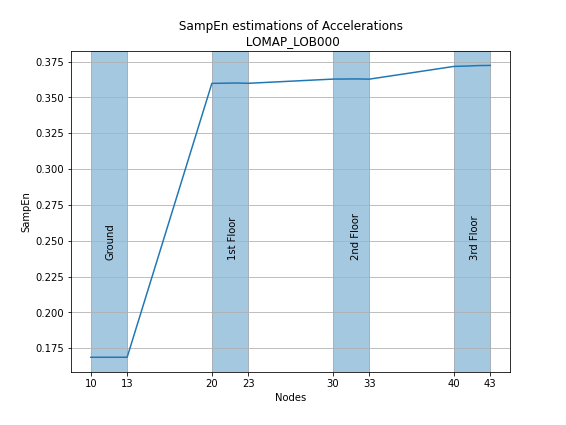 SampEn estimations of Accelerations
LOMAP_LOB000
0.375
0.350
0.325
0.300
0.275
0.250
0.225
0.200
0.175
SampEn
Ground
1st Floor
2nd Floor
3rd Floor
10 13 20 23 30 33 40 43
Nodes